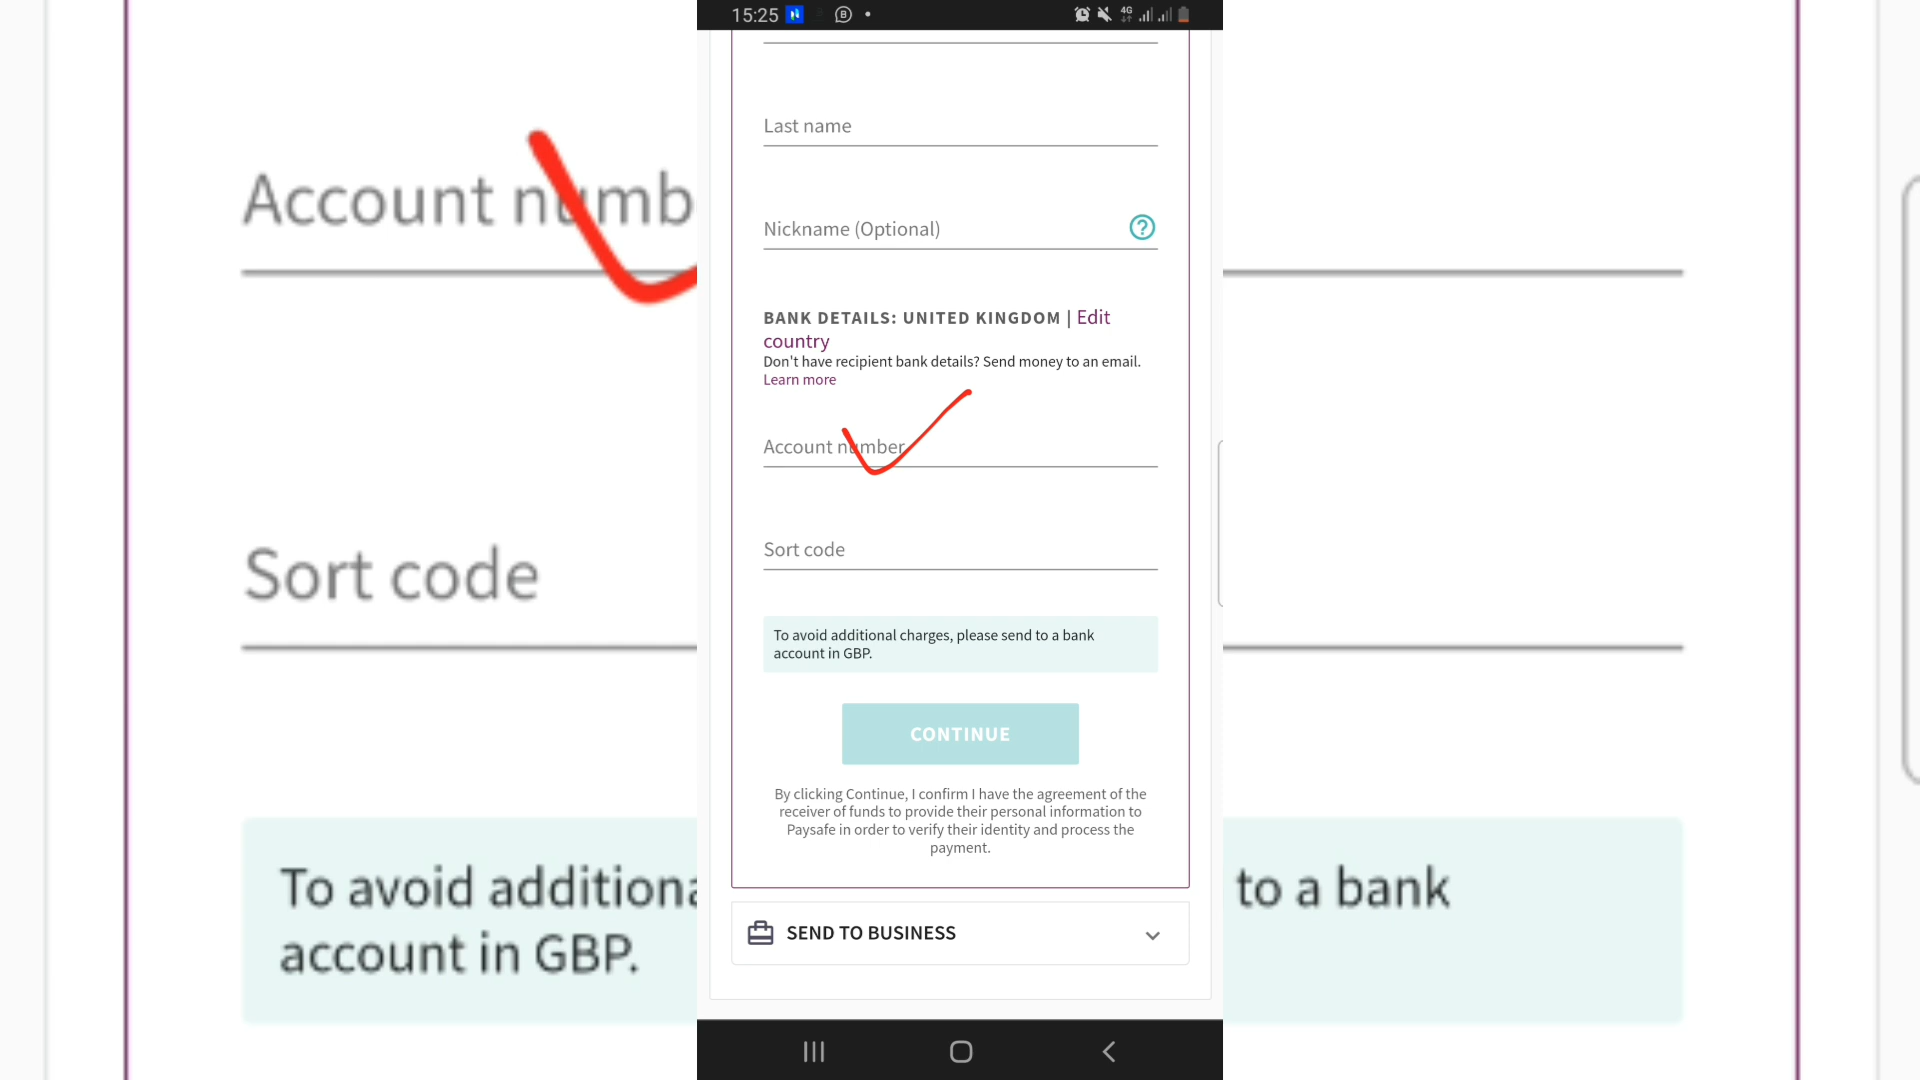 15:25
4G
Last name
Nickname (Optional)
BANK DETAILS: UNITED KINGDOM | Edit
country
Don't have recipient bank details? Send money to an email.
Learn more
Account number
Sort code
To avoid additional charges, please send to a bank
account in GBP.
CONTINUE
By clicking Continue, I confirm I have the agreement of the
receiver of funds to provide their personal information to
Paysafe in order to verify their identity and process the
payment.
SEND TO BUSINESS
Account numb
Sort code
To avoid additiona
to a bank
account in GBP.